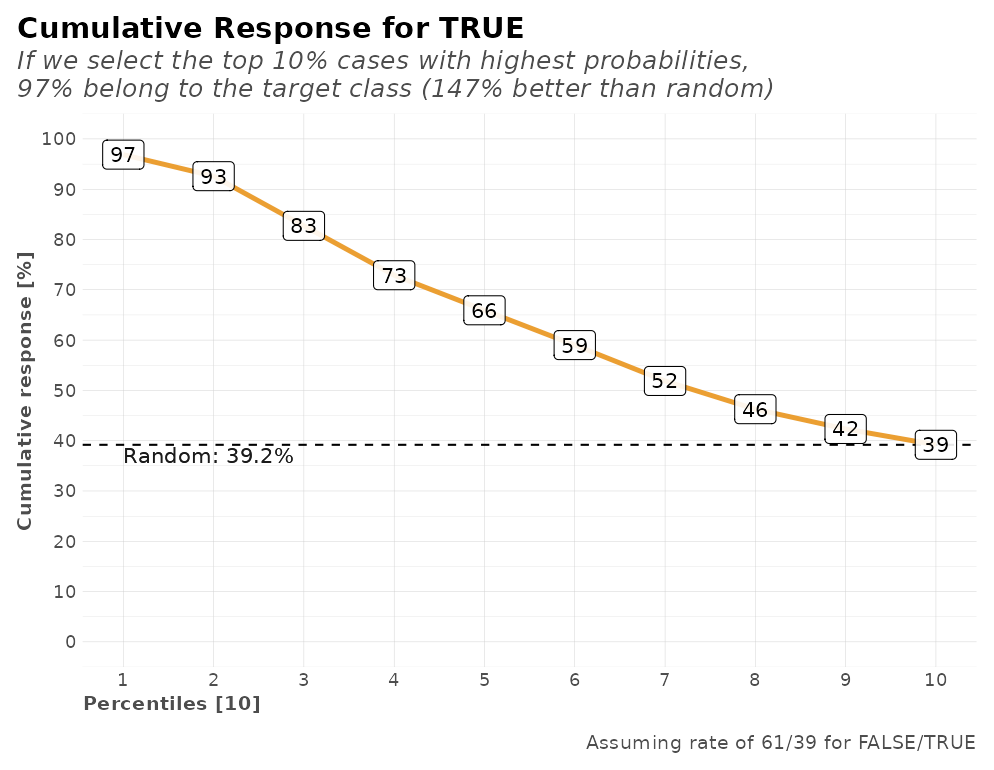 Cumulative Response for TRUE
If we select the top 10% cases with highest probabilities,
97% belong to the target class (147% better than random)
Cumulative response [%]
100
90
80
70
60
50
40
30
20
10
0
97
93
83
73
66
59
52
46
42
39
Random: 39.2%
1 2 3 4 5 6 7 8 9 10
Percentiles [10]
Assuming rate of 61/39 for FALSE/TRUE